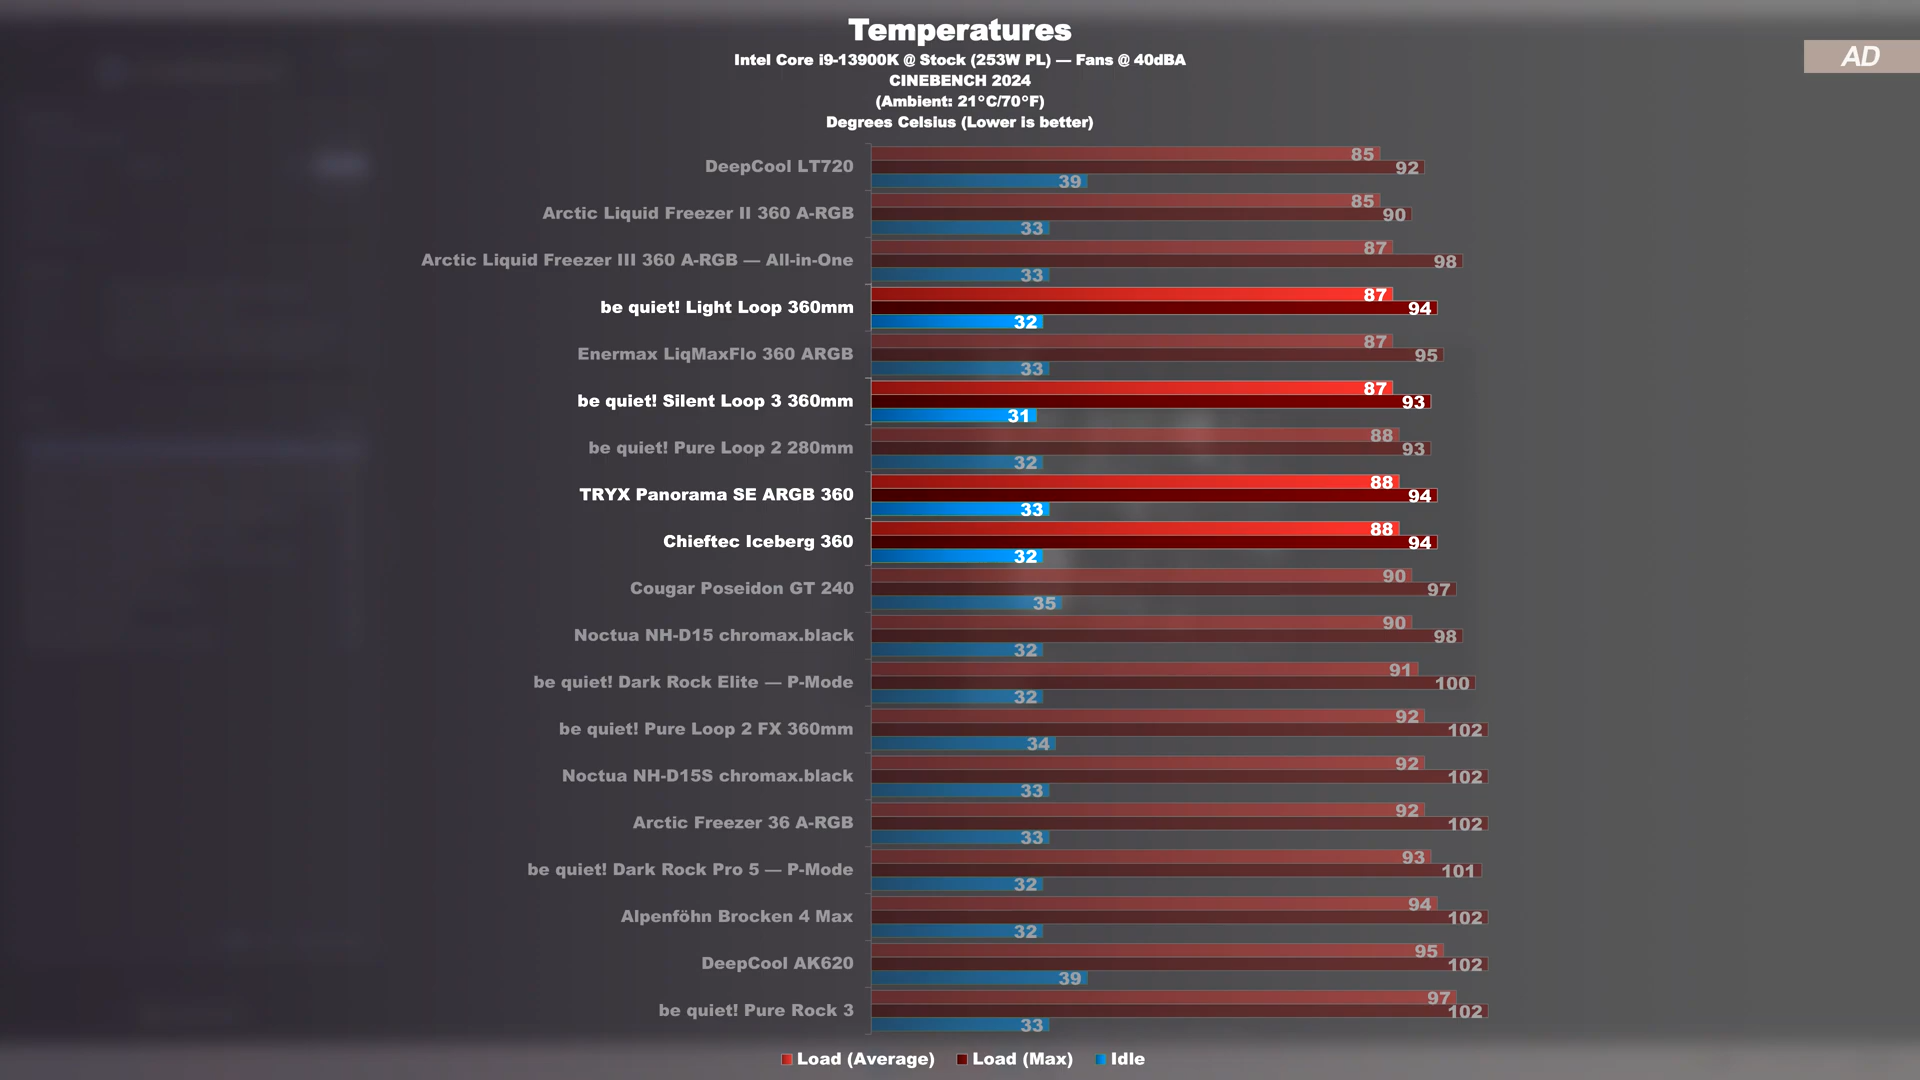 Temperatures
Intel Core i9-13900K @ Stock (253W PL) — Fans @ 40dBA
AD
CINEBENCH 2024
(Ambient: 21°C/70°F)
Degrees Celsius (Lower is better)
DeepCool LT720 85 92 39
Arctic Liquid Freezer II 360 A-RGB 85 90 33
Arctic Liquid Freezer III 360 A-RGB — All-in-One 87 98 33
be quiet! Light Loop 360mm 87 94 32
Enermax LiqMaxFlo 360 ARGB 87 95 33
be quiet! Silent Loop 3 360mm 87 93 31
be quiet! Pure Loop 2 280mm 88 93 32
TRYX Panorama SE ARGB 360 88 94 33
Chieftec Iceberg 360 88 94 32
Cougar Poseidon GT 240 90 97 35
Noctua NH-D15 chromax.black 90 98 32
be quiet! Dark Rock Elite — P-Mode 91 100 32
be quiet! Pure Loop 2 FX 360mm 92 102 34
Noctua NH-D15S chromax.black 92 102 33
Arctic Freezer 36 A-RGB 92 102 33
be quiet! Dark Rock Pro 5 — P-Mode 93 101 32
Alpenföhn Brocken 4 Max 94 102 32
DeepCool AK620 95 102 39
be quiet! Pure Rock 3 97 102 33
Load (Average) Load (Max) Idle